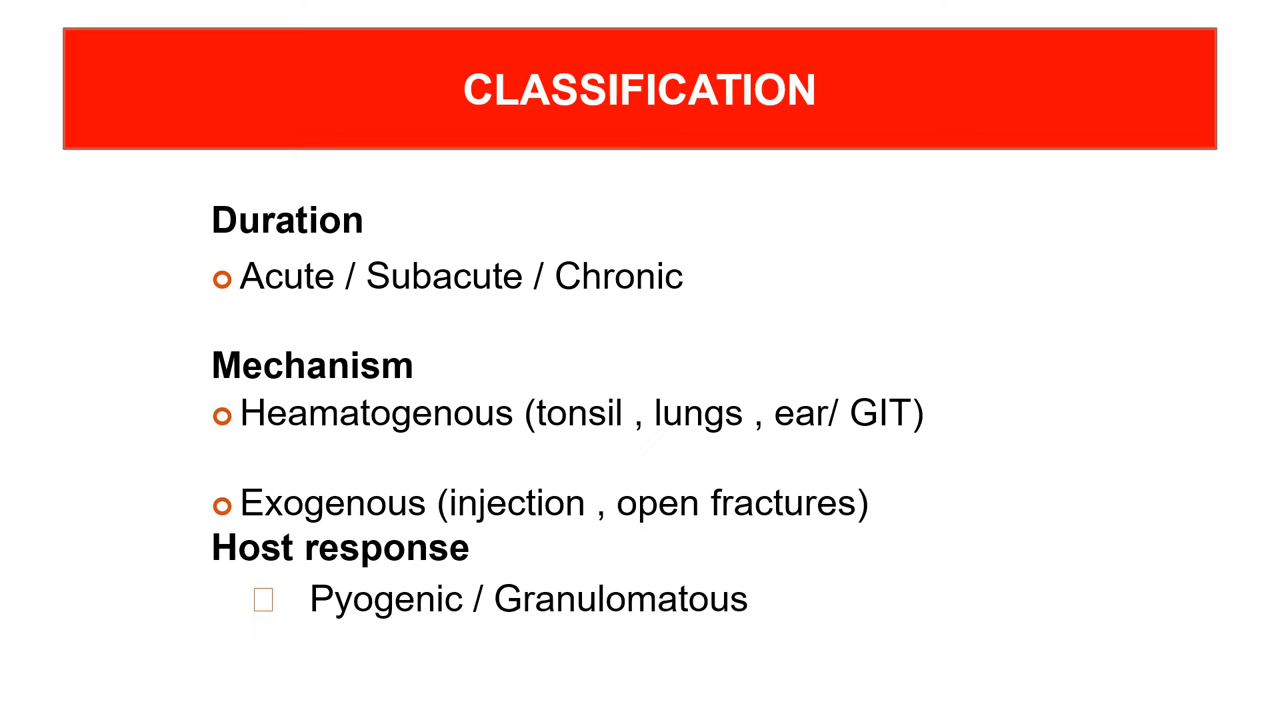 CLASSIFICATION
Duration
Acute / Subacute / Chronic
Mechanism
Heamatogenous (tonsil , lungs , ear/ GIT)
Exogenous (injection , open fractures)
Host response
Pyogenic / Granulomatous